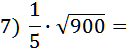 7) 1/5 · √900 =